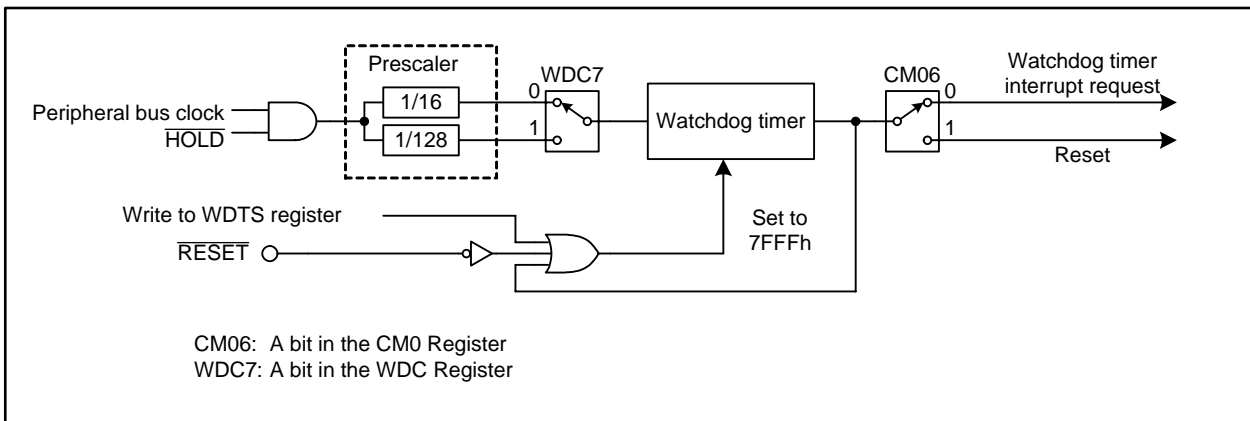 Prescaler
WDC7
CM06
Watchdog timer
interrupt request
0
1/16
0
Peripheral bus clock
HOLD
1
1/128
Watchdog timer
1
Reset
Write to WDTS register
Set to
7FFFh
RESET
CM06: A bit in the CM0 Register
WDC7: A bit in the WDC Register